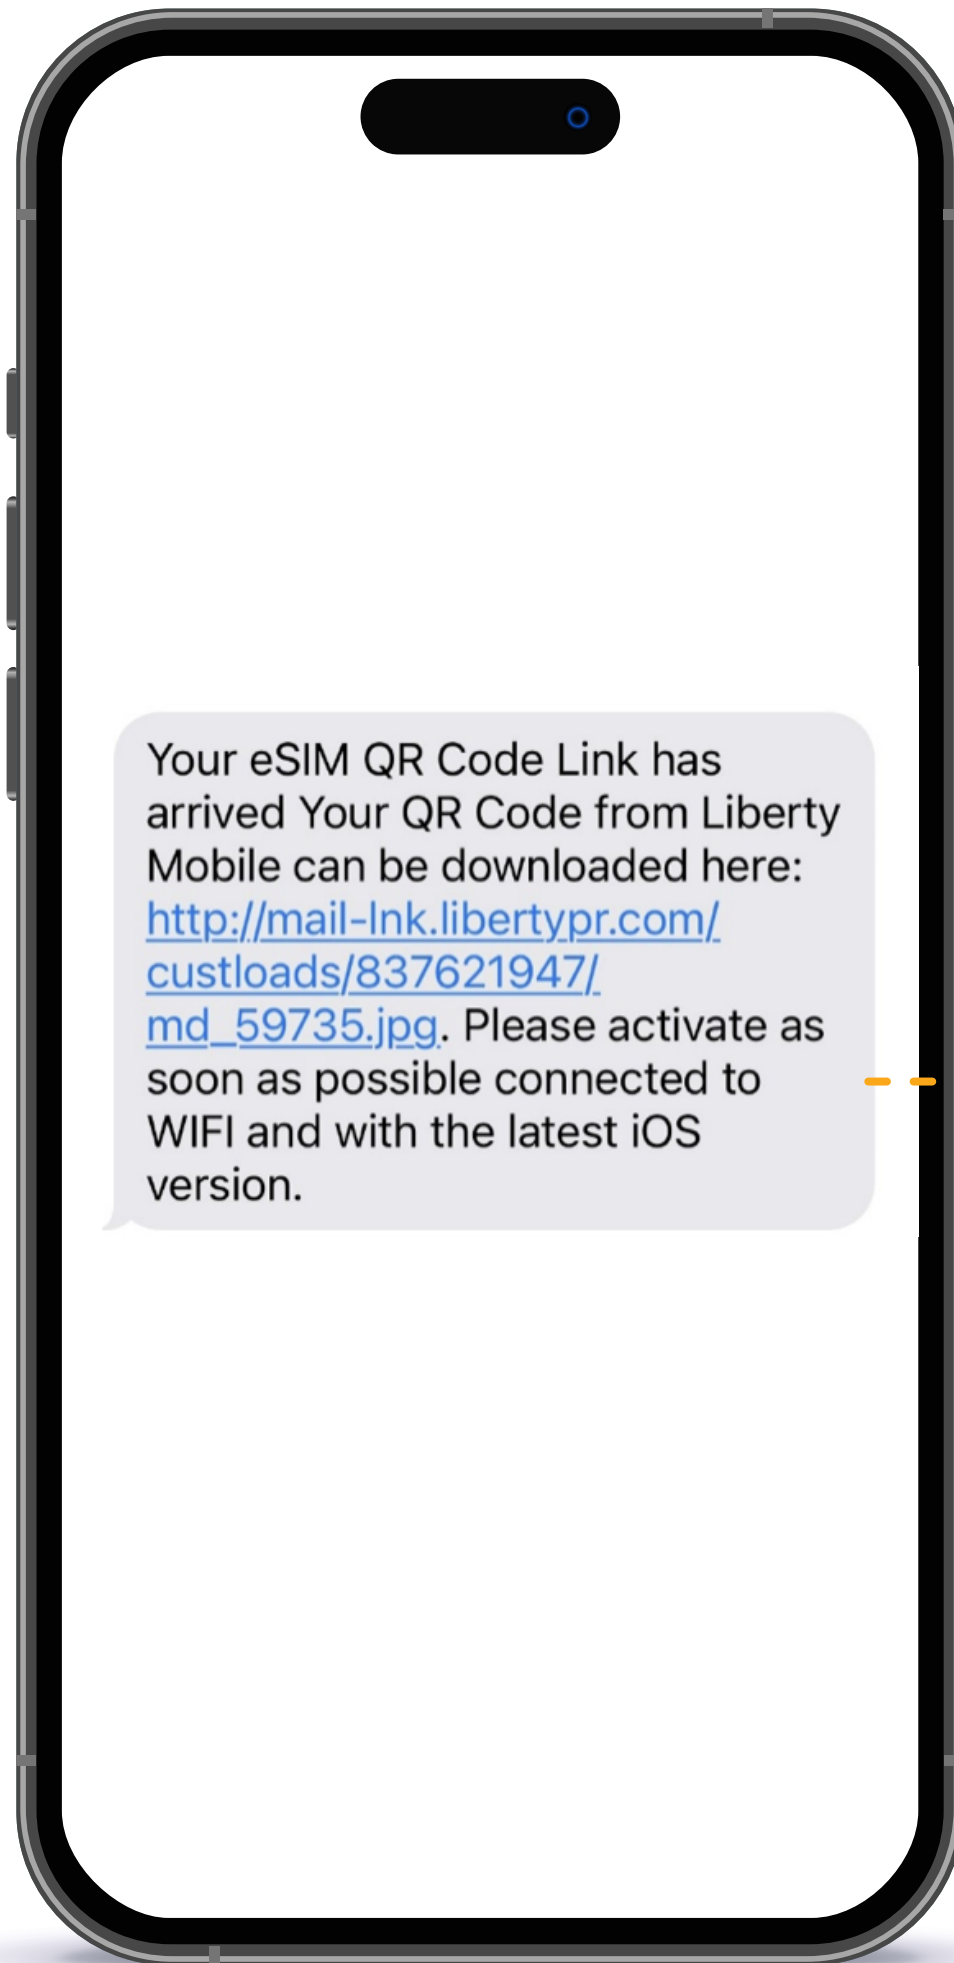 Your eSIM QR Code Link has
arrived Your QR Code from Liberty
Mobile can be downloaded here:
http://mail-lnk.libertypr.com/
custloads/837621947/
md_59735.jpg. Please activate as
soon as possible connected to
WIFI and with the latest iOS
version.